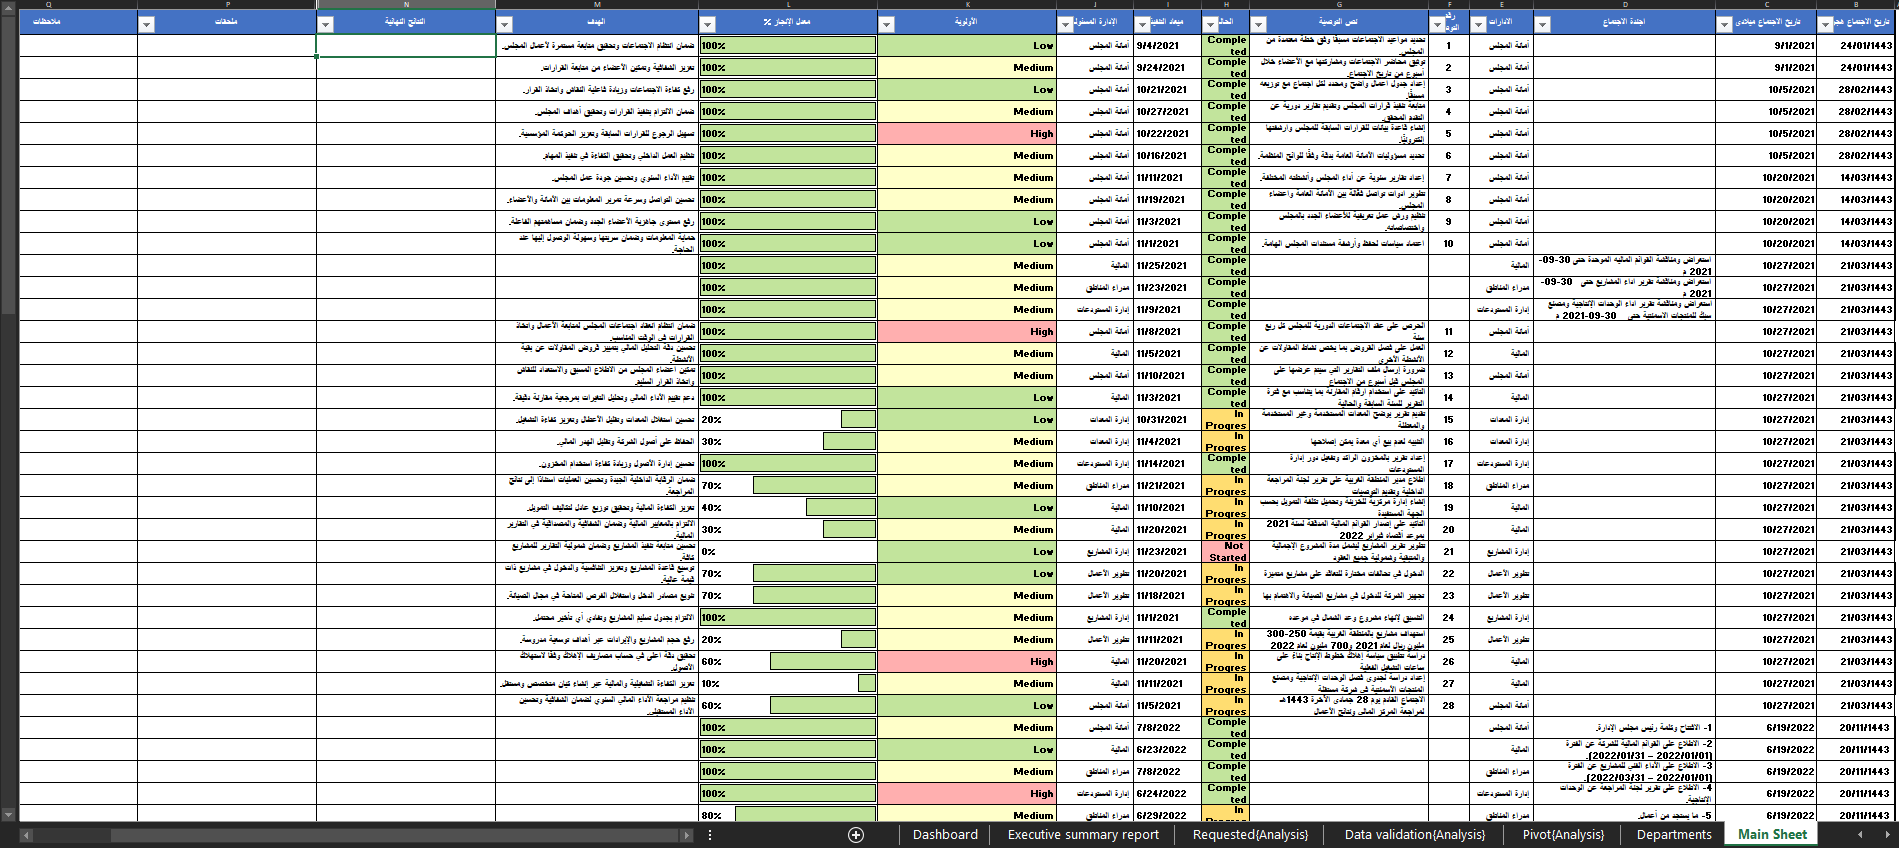 Q P N M L K J I H G F E D C B
تاريخ الاجتماع هجر تاريخ الاجتماع ميلادى اجندة الاجتماع الادارات نص التوصية الحال ميعاد التنفيذ الإدارة المسئول الأولوية معدل الإنجاز % الهدف النتائج النهائية ملحقات ملاحظات
24/01/1443 9/1/2021 أمانة المجلس 1 تحديد مواعيد الاجتماعات مسبقا وفق خطة معتمدة من المجلس. Completed 9/4/2021 أمانة المجلس Low 100% ضمان انتظام الاجتماعات وتحقيق متابعة مستمرة لأعمال المجلس.
24/01/1443 9/1/2021 أمانة المجلس 2 توثيق محاضر الاجتماعات ومشاركتها مع الأعضاء خلال أسبوع من تاريخ الاجتماع. Completed 9/24/2021 أمانة المجلس Medium 100% تعزيز الشفافية وتمكين الأعضاء من متابعة القرارات.
28/02/1443 10/5/2021 أمانة المجلس 3 إعداد جدول أعمال واضح ومحدد لكل اجتماع مع توزيعه مسبقًا. Completed 10/21/2021 أمانة المجلس Low 100% رفع كفاءة الاجتماعات وزيادة فاعلية النقاش واتخاذ القرار.
28/02/1443 10/5/2021 أمانة المجلس 4 متابعة تنفيذ قرارات المجلس وتقديم تقارير دورية عن التقدم المحقق. Completed 10/27/2021 أمانة المجلس Medium 100% ضمان الالتزام بتنفيذ القرارات وتحقيق أهداف المجلس.
28/02/1443 10/5/2021 أمانة المجلس 5 إنشاء قاعدة بيانات للقرارات السابقة للمجلس وأرشفتها إلكترونيًا. Completed 10/22/2021 أمانة المجلس High 100% تسهيل الرجوع للقرارات السابقة وتعزيز الحوكمة المؤسسية.
28/02/1443 10/5/2021 أمانة المجلس 6 تحديد مسؤوليات الأمانة العامة بدقة وفقًا للوائح المنظمة. Completed 10/16/2021 أمانة المجلس Medium 100% تنظيم العمل الداخلي وتحقيق الكفاءة في تنفيذ المهام.
14/03/1443 10/20/2021 أمانة المجلس 7 إعداد تقارير سنوية عن أداء المجلس وأنشطته المختلفة. Completed 11/11/2021 أمانة المجلس Medium 100% تقييم الأداء السنوي وتحسين جودة عمل المجلس.
14/03/1443 10/20/2021 أمانة المجلس 8 تطوير أدوات تواصل فعّالة بين الأمانة العامة وأعضاء المجلس. Completed 11/19/2021 أمانة المجلس Medium 100% تحسين التواصل وسرعة تمرير المعلومات بين الأمانة والأعضاء.
14/03/1443 10/20/2021 أمانة المجلس 9 تنظيم ورش عمل تعريفية للأعضاء الجدد بالمجلس واختصاصاته. Completed 11/3/2021 أمانة المجلس Low 100% رفع مستوى جاهزية الأعضاء الجدد وضمان مساهمتهم الفاعلة.
14/03/1443 10/20/2021 أمانة المجلس 10 اعتماد سياسات لحفظ وأرشفة مستندات المجلس الهامة. Completed 11/1/2021 أمانة المجلس Low 100% حماية المعلومات وضمان سريتها وسهولة الوصول إليها عند الحاجة.
21/03/1443 10/27/2021 استعراض ومناقشة القوائم المالية الموحدة حتى 30-09-2021 م المالية Completed 11/25/2021 المالية Medium 100%
21/03/1443 10/27/2021 استعراض ومناقشة تقرير أداء المشاريع حتى 30-09-2021 م مدراء المناطق Completed 11/23/2021 مدراء المناطق Medium 100%
21/03/1443 10/27/2021 استعراض ومناقشة تقرير أداء الوحدات الإنتاجية ومصنع سبك للمنتجات الاسمنتية حتى 30-09-2021 م إدارة المستودعات Completed 11/9/2021 إدارة المستودعات Medium 100%
21/03/1443 10/27/2021 أمانة المجلس 11 الحرص على عقد الاجتماعات الدورية للمجلس كل ربع سنة Completed 11/8/2021 أمانة المجلس High 100% ضمان انتظام انعقاد اجتماعات المجلس لمتابعة الأعمال واتخاذ القرارات في الوقت المناسب.
21/03/1443 10/27/2021 المالية 12 العمل على فصل القروض بما يخص نشاط المقاولات عن الأنشطة الأخرى Completed 11/5/2021 المالية Medium 100% تحسين دقة التحليل المالي بتمييز قروض المقاولات عن بقية الأنشطة.
21/03/1443 10/27/2021 أمانة المجلس 13 ضرورة إرسال ملف التقارير التي سيتم عرضها على المجلس قبل أسبوع من الاجتماع Completed 11/10/2021 أمانة المجلس Medium 100% تمكين أعضاء المجلس من الاطلاع المسبق والاستعداد للنقاش واتخاذ القرار السليم.
21/03/1443 10/27/2021 المالية 14 التأكيد على استخدام أرقام المقارنة بما يتناسب مع فترة التقرير للسنة السابقة والحالية Completed 11/3/2021 المالية Low 100% دعم تقييم الأداء المالي وتحليل التغيرات بمرجعية مقارنة دقيقة.
21/03/1443 10/27/2021 إدارة المعدات 15 تقديم تقرير يوضح المعدات المستخدمة وغير المستخدمة والمعطلة In Progres 10/31/2021 إدارة المعدات Low 20% تحسين استغلال المعدات وتقليل الأعطال وتعزيز كفاءة التشغيل.
21/03/1443 10/27/2021 إدارة المعدات 16 التنبيه لعدم بيع أي معدة يمكن إصلاحها In Progres 11/4/2021 إدارة المعدات Medium 30% الحفاظ على أصول الشركة وتقليل الهدر المالي.
21/03/1443 10/27/2021 إدارة المستودعات 17 إعداد تقرير بالمخزون الراكد وتفعيل دور إدارة المستودعات Completed 11/14/2021 إدارة المستودعات Medium 100% تحسين إدارة الأصول وزيادة كفاءة استخدام المخزون.
21/03/1443 10/27/2021 مدراء المناطق 18 اطلاع مدير المنطقة الغربية على تقرير لجنة المراجعة الداخلية وتقديم التوصيات In Progres 11/21/2021 مدراء المناطق Medium 70% ضمان الرقابة الداخلية الجيدة وتحسين العمليات استنادًا إلى نتائج المراجعة.
21/03/1443 10/27/2021 المالية 19 إنشاء إدارة مركزية للخزينة وتحميل تكلفة التمويل بحسب الجهة المستفيدة In Progres 11/10/2021 المالية Low 40% تعزيز الكفاءة المالية وتحقيق توزيع عادل لتكاليف التمويل.
21/03/1443 10/27/2021 المالية 20 التأكيد على إصدار القوائم المالية المدققة لسنة 2021 بموعد أقصاه فبراير 2022 In Progres 11/20/2021 المالية Medium 30% الالتزام بالمعايير المالية وضمان الشفافية والمصداقية في التقارير المالية.
21/03/1443 10/27/2021 إدارة المشاريع 21 تطوير تقرير المشاريع ليشمل مدة المشروع الإجمالية والمتبقية وشمولية جميع العقود Not Started 11/23/2021 إدارة المشاريع Low 0% تحسين متابعة تنفيذ المشاريع وضمان شمولية التقارير للمشاريع كافة.
21/03/1443 10/27/2021 تطوير الأعمال 22 الدخول في تحالفات مختارة للتعاقد على مشاريع متميزة In Progres 11/20/2021 تطوير الأعمال Low 70% توسيع قاعدة المشاريع وتعزيز التنافسية والدخول في مشاريع ذات قيمة عالية.
21/03/1443 10/27/2021 تطوير الأعمال 23 تجهيز الشركة للدخول في مشاريع الصيانة والاهتمام بها In Progres 11/18/2021 تطوير الأعمال Medium 70% تنويع مصادر الدخل واستغلال الفرص المتاحة في مجال الصيانة.
21/03/1443 10/27/2021 إدارة المشاريع 24 التنسيق لإنهاء مشروع وعد الشمال في موعده Completed 11/1/2021 إدارة المشاريع Medium 100% الالتزام بجدول تسليم المشاريع وتفادي أي تأخير محتمل.
21/03/1443 10/27/2021 تطوير الأعمال 25 استهداف مشاريع بالمنطقة الغربية بقيمة 250-300 مليون ريال لعام 2021 و700 مليون لعام 2022 In Progres 11/11/2021 تطوير الأعمال Medium 20% رفع حجم المشاريع والإيرادات عبر أهداف توسعية مدروسة.
21/03/1443 10/27/2021 المالية 26 دراسة تطبيق سياسة إهلاك خطوط الإنتاج بناءً على ساعات التشغيل الفعلية In Progres 11/20/2021 المالية High 60% تحقيق دقة أعلى في حساب مصاريف الإهلاك وفقًا لاستهلاك الأصول.
21/03/1443 10/27/2021 المالية 27 إعداد دراسة لجدوى فصل الوحدات الإنتاجية ومصنع المنتجات الأسمنتية في شركة مستقلة In Progres 11/11/2021 المالية Medium 10% تعزيز الكفاءة التشغيلية والمالية عبر إنشاء كيان متخصص ومستقل.
21/03/1443 10/27/2021 أمانة المجلس 28 الاجتماع القادم يوم 28 جمادى الآخرة 1443هـ لمراجعة المركز المالي ونتائج الأعمال In Progres 11/5/2021 أمانة المجلس Low 60% تنظيم مراجعة الأداء المالي السنوي لضمان الشفافية وتحسين الأداء المستقبلي.
20/11/1443 6/19/2022 1- الافتتاح وكلمة رئيس مجلس الإدارة. أمانة المجلس Completed 7/8/2022 أمانة المجلس Medium 100%
20/11/1443 6/19/2022 2- الاطلاع على القوائم المالية للشركة عن الفترة (2022/01/01 – 2022/01/31). المالية Completed 6/23/2022 المالية Low 100%
20/11/1443 6/19/2022 3- الاطلاع على الأداء الفني للمشاريع عن الفترة (2022/01/01 – 2022/03/31). مدراء المناطق Completed 7/8/2022 مدراء المناطق Medium 100%
20/11/1443 6/19/2022 4- الاطلاع على تقرير لجنة المراجعة عن الوحدات الإنتاجية. إدارة المستودعات Completed 6/24/2022 إدارة المستودعات High 100%
20/11/1443 6/19/2022 5- ما يستجد من أعمال. مدراء المناطق In 6/29/2022 مدراء المناطق Medium 80%
Dashboard Executive summary report Requested{Analysis} Data validation{Analysis} Pivot{Analysis} Departments Main Sheet